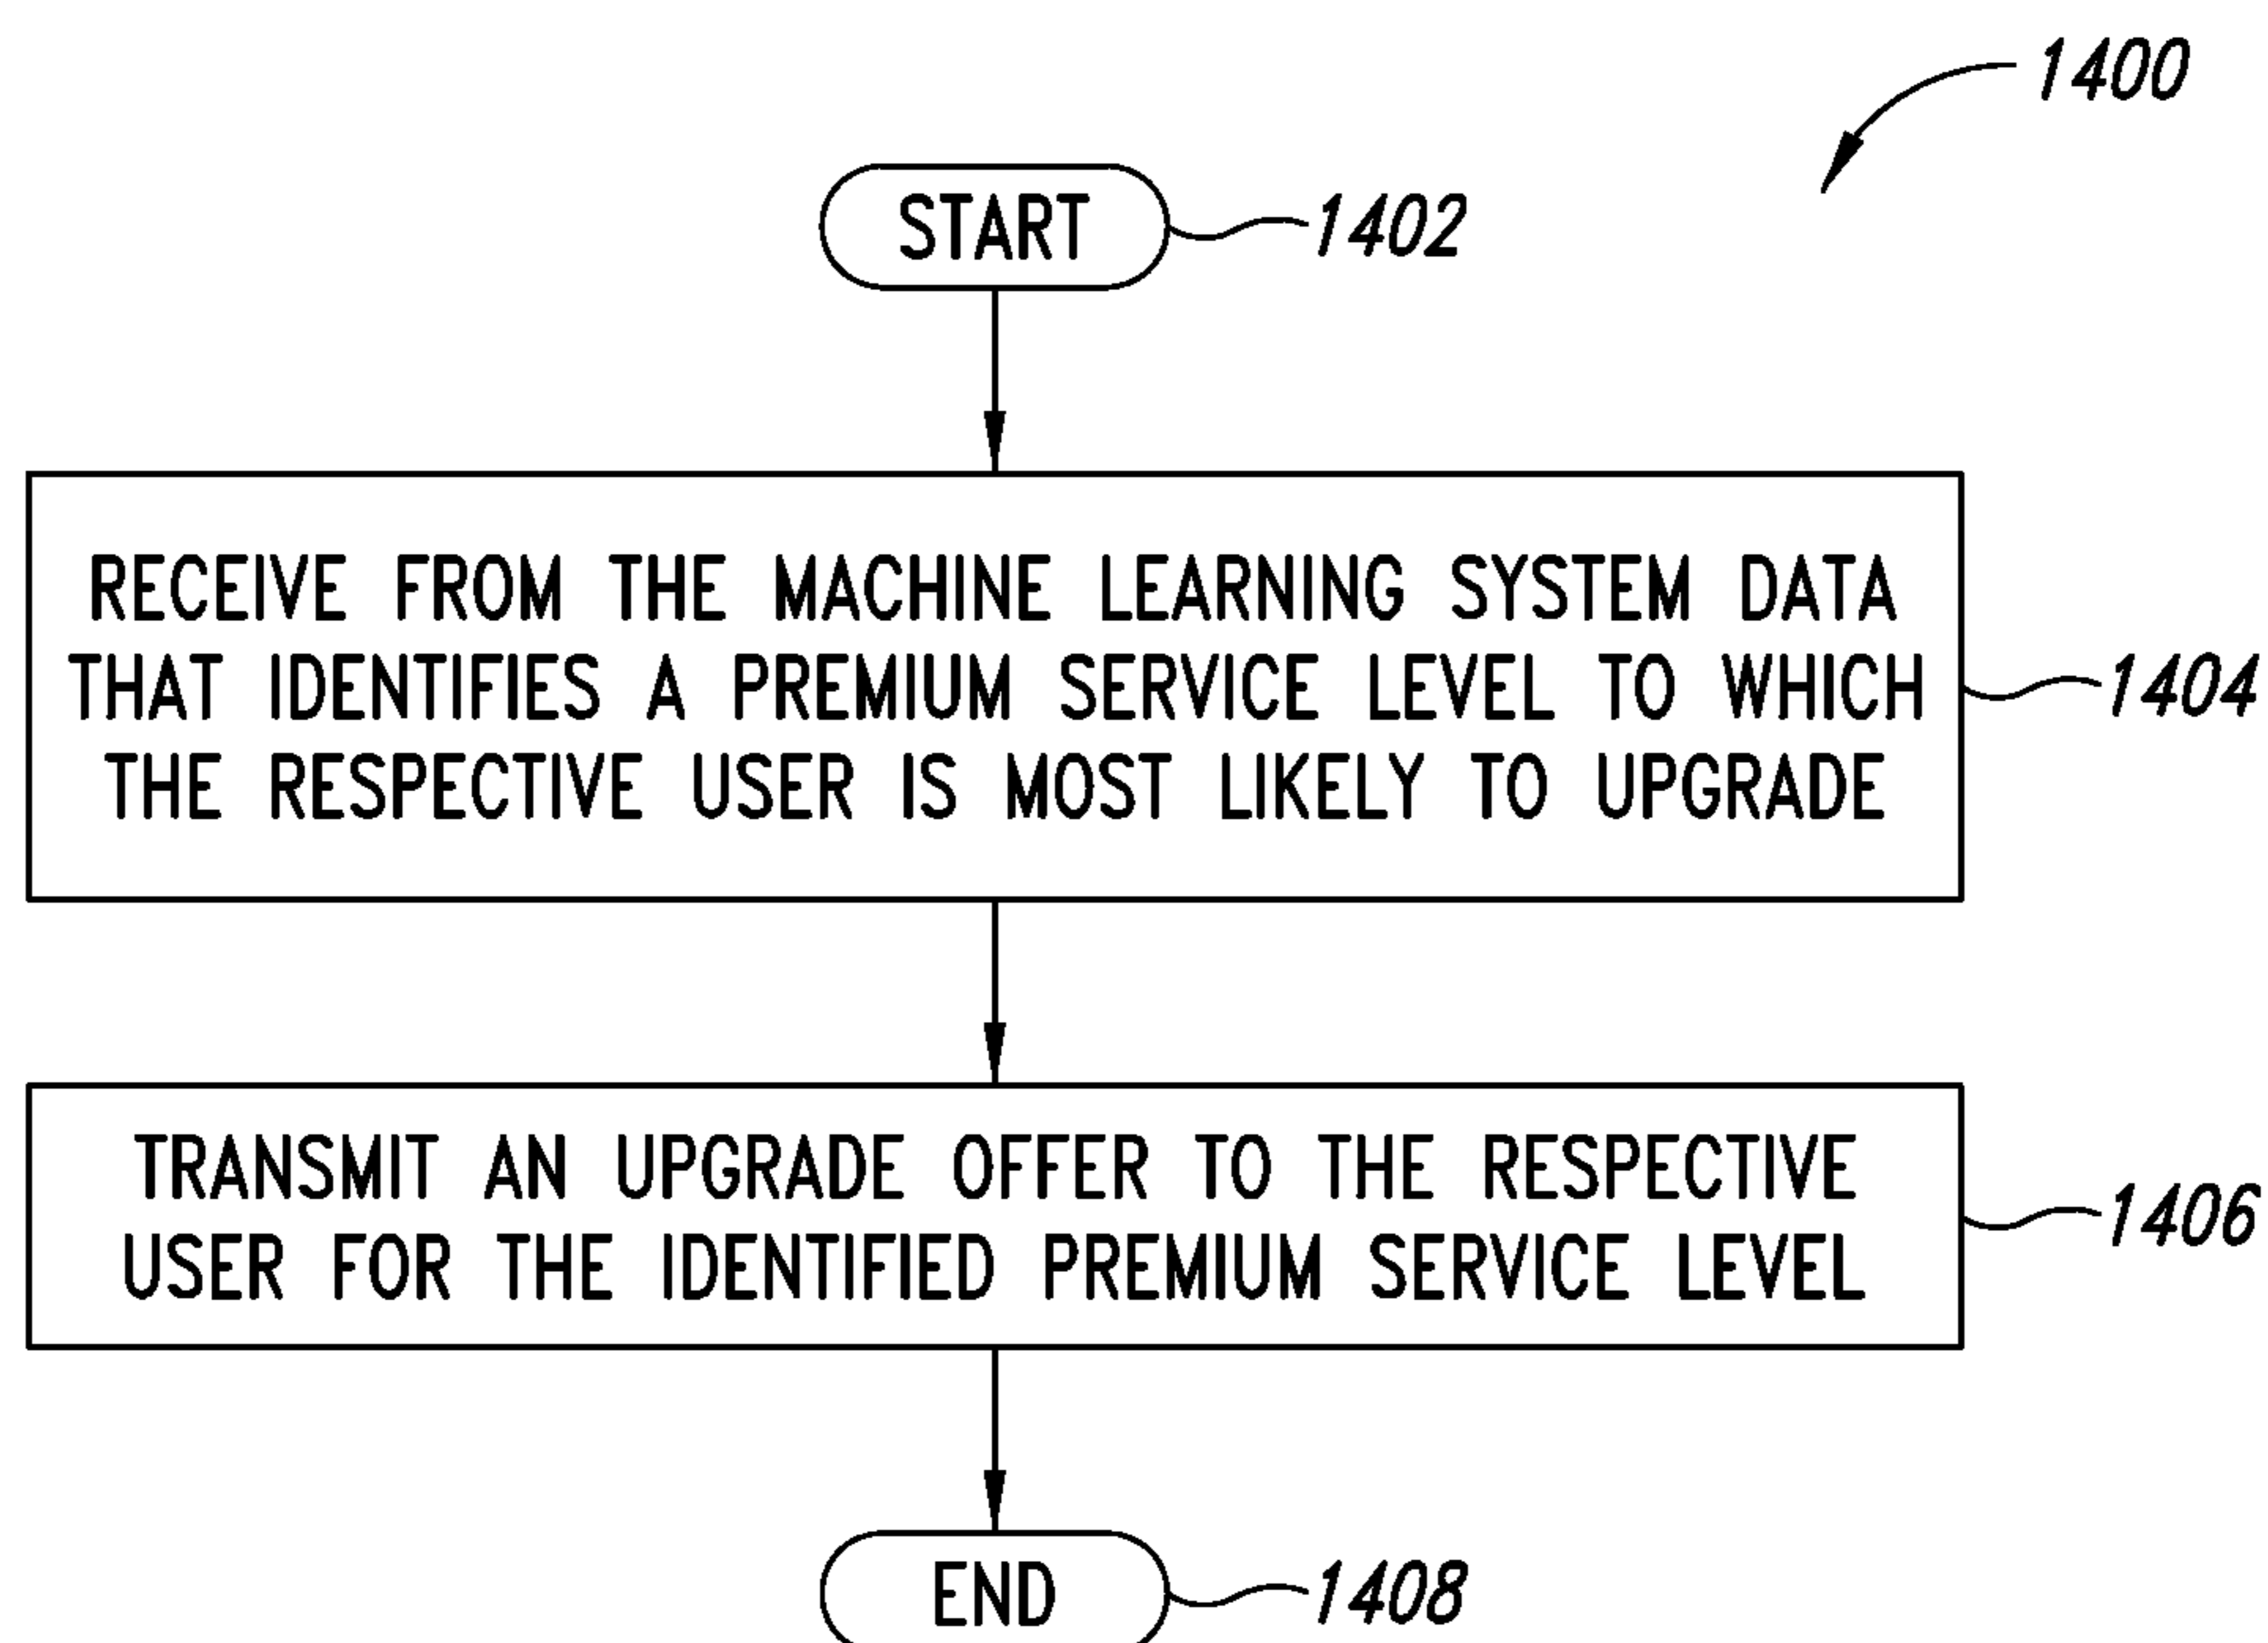 1400
START
1402
RECEIVE FROM THE MACHINE LEARNING SYSTEM DATA
THAT IDENTIFIES A PREMIUM SERVICE LEVEL TO WHICH
THE RESPECTIVE USER IS MOST LIKELY TO UPGRADE
1404
TRANSMIT AN UPGRADE OFFER TO THE RESPECTIVE
USER FOR THE IDENTIFIED PREMIUM SERVICE LEVEL
1406
END
1408